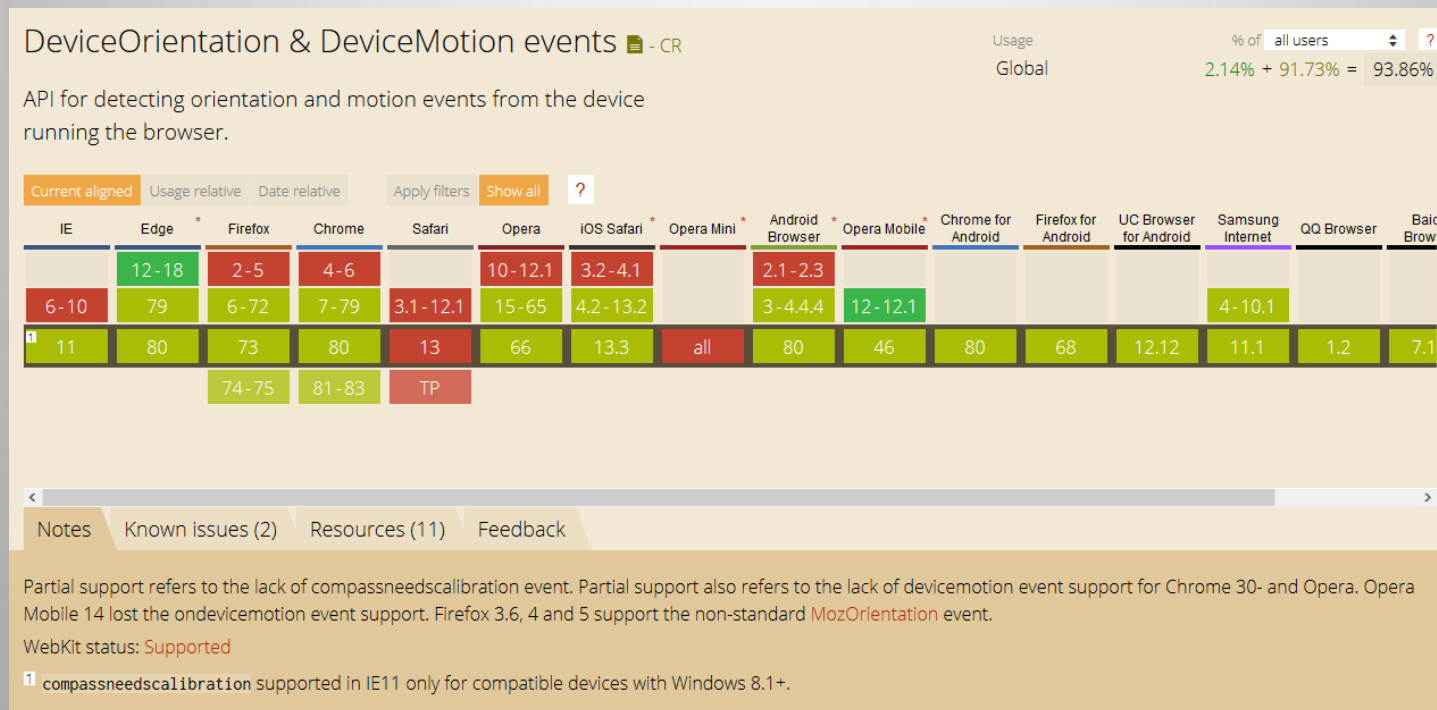 DeviceOrientation & DeviceMotion events - CR
Usage % of all users ?
Global 2.14% + 91.73% = 93.86%
API for detecting orientation and motion events from the device
running the browser.
Current aligned Usage relative Date relative Apply filters Show all ?
IE Edge * Firefox Chrome Safari Opera iOS Safari * Opera Mini * Android Browser * Opera Mobile * Chrome for Android Firefox for Android UC Browser for Android Samsung Internet QQ Browser
12-18 2-5 4-6 10-12.1 3.2-4.1 2.1-2.3
6-10 79 6-72 7-79 3.1-12.1 15-65 4.2-13.2 3-4.4.4 12-12.1 4-10.1
1 11 80 73 80 13 66 13.3 all 80 46 80 68 12.12 11.1 1.2 7.1
74-75 81-83 TP
Notes Known issues (2) Resources (11) Feedback
Partial support refers to the lack of compassneedscalibration event. Partial support also refers to the lack of devicemotion event support for Chrome 30- and Opera. Opera
Mobile 14 lost the ondevicemotion event support. Firefox 3.6, 4 and 5 support the non-standard MozOrientation event.
WebKit status: Supported
1 compassneedscalibration supported in IE11 only for compatible devices with Windows 8.1+.